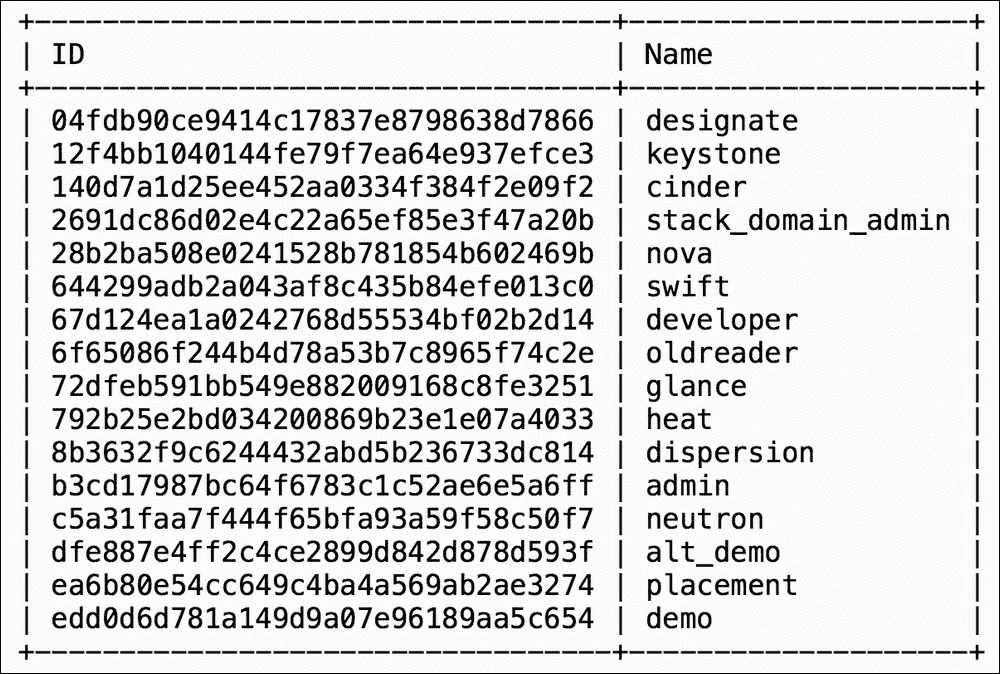 +----------------------------------+--------------------+
| ID | Name |
+----------------------------------+--------------------+
| 04fdb90ce9414c17837e8798638d7866 | designate |
| 12f4bb1040144fe79f7ea64e937efce3 | keystone |
| 140d7a1d25ee452aa0334f384f2e09f2 | cinder |
| 2691dc86d02e4c22a65ef85e3f47a20b | stack_domain_admin |
| 28b2ba508e0241528b781854b602469b | nova |
| 644299adb2a043af8c435b84efe013c0 | swift |
| 67d124ea1a0242768d55534bf02b2d14 | developer |
| 6f65086f244b4d78a53b7c8965f74c2e | oldreader |
| 72dfeb591bb549e882009168c8fe3251 | glance |
| 792b25e2bd034200869b23e1e07a4033 | heat |
| 8b3632f9c6244432abd5b236733dc814 | dispersion |
| b3cd17987bc64f6783c1c52ae6e5a6ff | admin |
| c5a31faa7f444f65bfa93a59f58c50f7 | neutron |
| dfe887e4ff2c4ce2899d842d878d593f | alt_demo |
| ea6b80e54cc649c4ba4a569ab2ae3274 | placement |
| edd0d6d781a149d9a07e96189aa5c654 | demo |
+----------------------------------+--------------------+